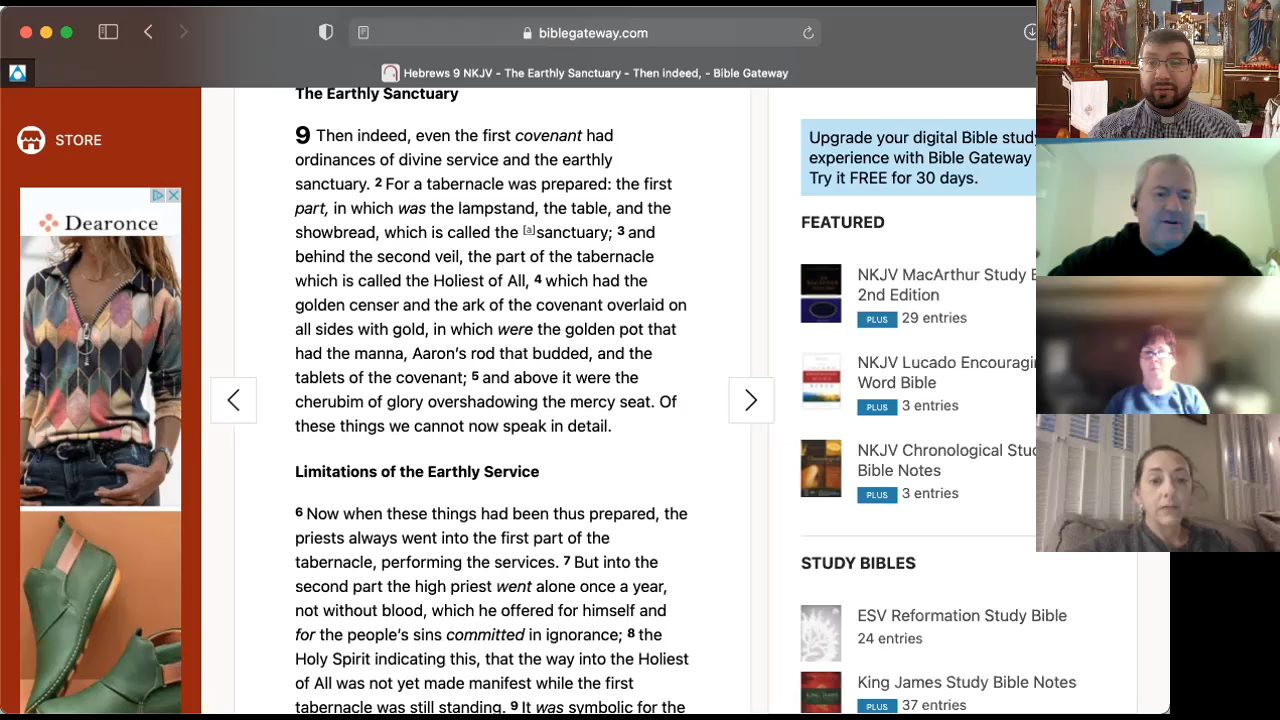 biblegateway.com
Hebrews 9 NKJV - The Earthly Sanctuary - Then indeed, - Bible Gateway
STORE
Dearonce
The Earthly Sanctuary
9 Then indeed, even the first covenant had
ordinances of divine service and the earthly
sanctuary. 2 For a tabernacle was prepared: the first
part, in which was the lampstand, the table, and the
showbread, which is called the [a]sanctuary; 3 and
behind the second veil, the part of the tabernacle
which is called the Holiest of All, 4 which had the
golden censer and the ark of the covenant overlaid on
all sides with gold, in which were the golden pot that
had the manna, Aaron's rod that budded, and the
tablets of the covenant; 5 and above it were the
cherubim of glory overshadowing the mercy seat. Of
these things we cannot now speak in detail.
Limitations of the Earthly Service
6 Now when these things had been thus prepared, the
priests always went into the first part of the
tabernacle, performing the services. 7 But into the
second part the high priest went alone once a year,
not without blood, which he offered for himself and
for the people's sins committed in ignorance; 8 the
Holy Spirit indicating this, that the way into the Holiest
of All was not yet made manifest while the first
tabernacle was still standing. 9 It was symbolic for the
Upgrade your digital Bible stud
experience with Bible Gateway
Try it FREE for 30 days.
FEATURED
NKJV MacArthur Study B
2nd Edition
PLUS 29 entries
NKJV Lucado Encouragin
Word Bible
PLUS 3 entries
NKJV Chronological Stud
Bible Notes
PLUS 3 entries
STUDY BIBLES
ESV Reformation Study Bible
24 entries
King James Study Bible Notes
PLUS 37 entries